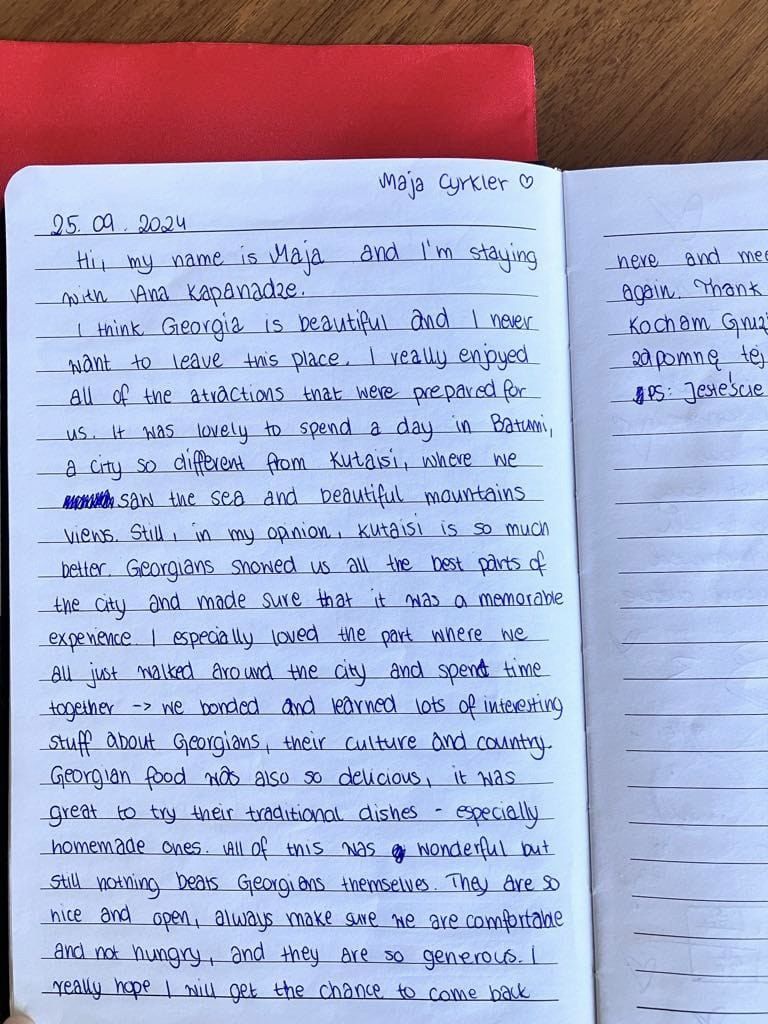 Maja Cyrkler ♡
25. 09. 2024
Hi, my name is Maja and I'm staying
with Ana Kapanadze.
I think Georgia is beautiful and I never
want to leave this place. I really enjoyed
all of the atractions that were prepared for
us. It was lovely to spend a day in Batumi,
a city so different from Kutaisi, where we
saw the sea and beautiful mountains
views. Still, in my opinion, Kutaisi is so much
better. Georgians showed us all the best parts of
the city and made sure that it was a memorable
experience. I especially loved the part where we
all just walked around the city and spent time
together -> we bonded and learned lots of interesting
stuff about Georgians, their culture and country.
Georgian food was also so delicious, it was
great to try their traditional dishes - especially
homemade ones. All of this was wonderful but
still nothing beats Georgians themselves. They are so
nice and open, always make sure we are comfortable
and not hungry, and they are so generous. I
really hope I will get the chance to come back
here and mee
again. Thank
Kocham Gruz
zapomnę tej
PS: Jesteście